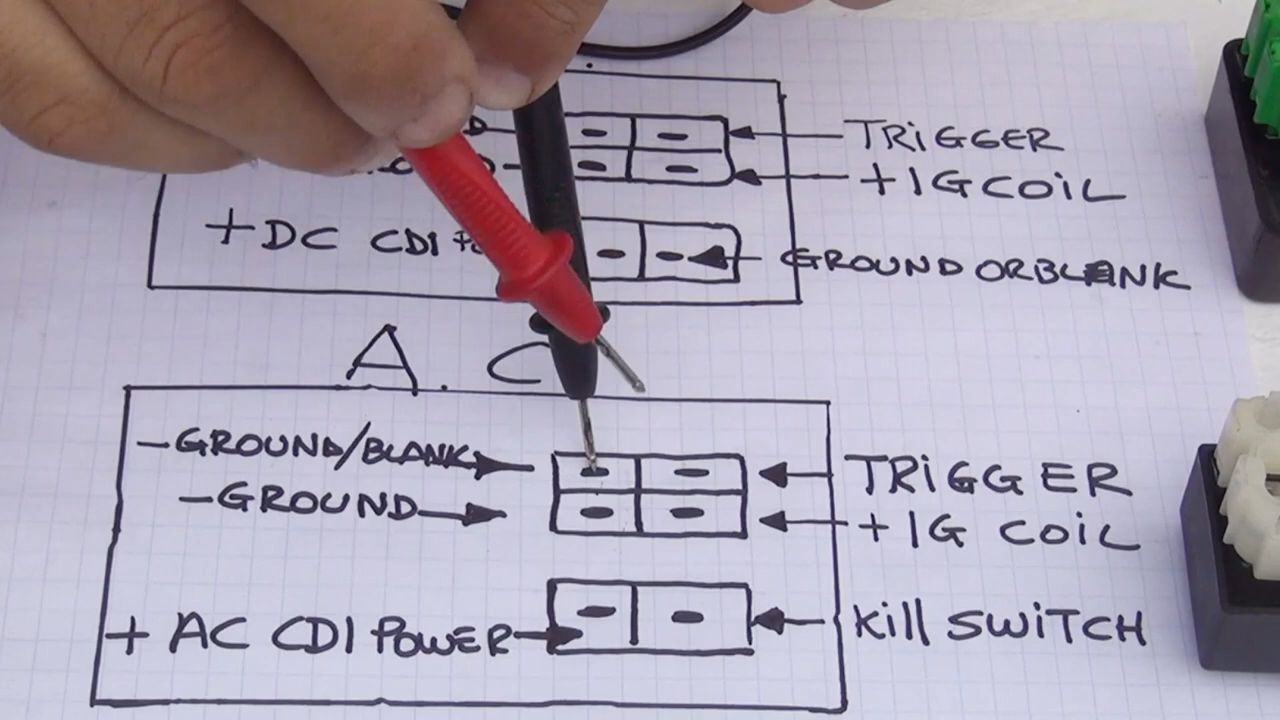 TRiGGER
+ IG COiL
+ DC CDI
GROUND OR BLANK
A.C
- GROUND/BLANK
TRiGGER
- GROUND
+ IG COiL
+ AC CDI POWER
Kill SWiTCH